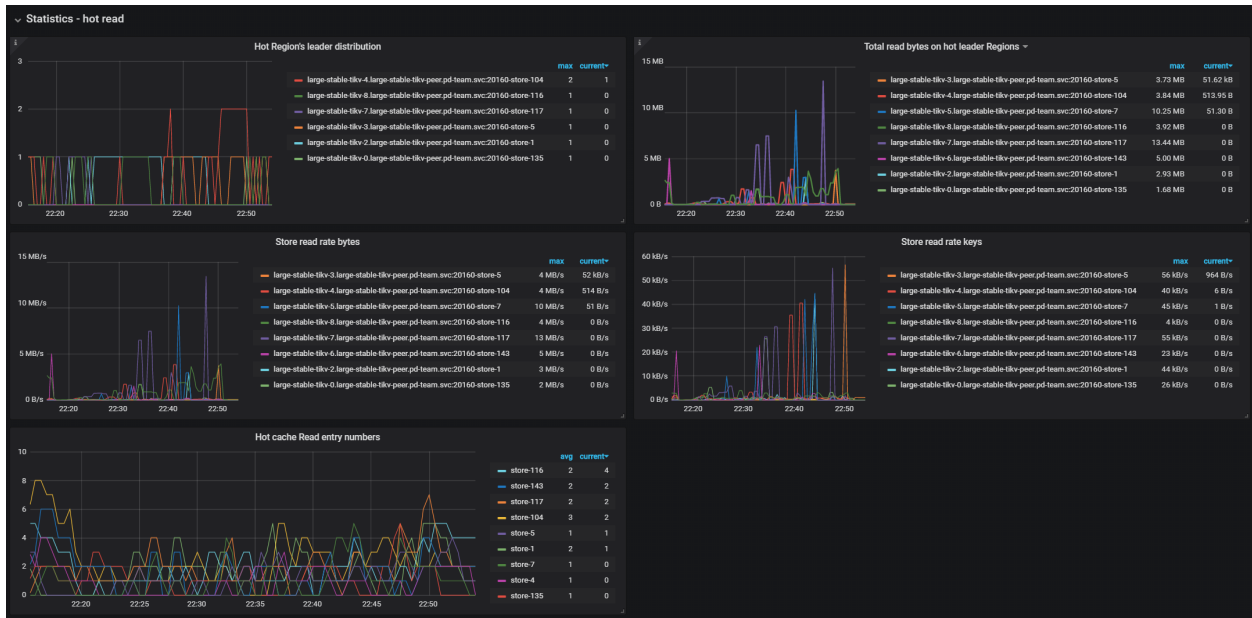 Statistics - hot read
Hot Region's leader distribution
3
2
1
0
22:20 22:30 22:40 22:50
max current
large-stable-tikv-4.large-stable-tikv-peer.pd-team.svc:20160-store-104 2 1
large-stable-tikv-8.large-stable-tikv-peer.pd-team.svc:20160-store-116 1 0
large-stable-tikv-7.large-stable-tikv-peer.pd-team.svc:20160-store-117 1 0
large-stable-tikv-3.large-stable-tikv-peer.pd-team.svc:20160-store-5 1 0
large-stable-tikv-2.large-stable-tikv-peer.pd-team.svc:20160-store-1 1 0
large-stable-tikv-0.large-stable-tikv-peer.pd-team.svc:20160-store-135 1 0
Total read bytes on hot leader Regions
15 MB
10 MB
5 MB
0 B
22:20 22:30 22:40 22:50
max current
large-stable-tikv-3.large-stable-tikv-peer.pd-team.svc:20160-store-5 3.73 MB 51.62 kB
large-stable-tikv-4.large-stable-tikv-peer.pd-team.svc:20160-store-104 3.84 MB 513.95 B
large-stable-tikv-5.large-stable-tikv-peer.pd-team.svc:20160-store-7 10.25 MB 51.30 B
large-stable-tikv-8.large-stable-tikv-peer.pd-team.svc:20160-store-116 3.92 MB 0 B
large-stable-tikv-7.large-stable-tikv-peer.pd-team.svc:20160-store-117 13.44 MB 0 B
large-stable-tikv-6.large-stable-tikv-peer.pd-team.svc:20160-store-143 5.00 MB 0 B
large-stable-tikv-2.large-stable-tikv-peer.pd-team.svc:20160-store-1 2.93 MB 0 B
large-stable-tikv-0.large-stable-tikv-peer.pd-team.svc:20160-store-135 1.68 MB 0 B
Store read rate bytes
15 MB/s
10 MB/s
5 MB/s
0 B/s
22:20 22:30 22:40 22:50
max current
large-stable-tikv-3.large-stable-tikv-peer.pd-team.svc:20160-store-5 4 MB/s 52 kB/s
large-stable-tikv-4.large-stable-tikv-peer.pd-team.svc:20160-store-104 4 MB/s 514 B/s
large-stable-tikv-5.large-stable-tikv-peer.pd-team.svc:20160-store-7 10 MB/s 51 B/s
large-stable-tikv-8.large-stable-tikv-peer.pd-team.svc:20160-store-116 4 MB/s 0 B/s
large-stable-tikv-7.large-stable-tikv-peer.pd-team.svc:20160-store-117 13 MB/s 0 B/s
large-stable-tikv-6.large-stable-tikv-peer.pd-team.svc:20160-store-143 5 MB/s 0 B/s
large-stable-tikv-2.large-stable-tikv-peer.pd-team.svc:20160-store-1 3 MB/s 0 B/s
large-stable-tikv-0.large-stable-tikv-peer.pd-team.svc:20160-store-135 2 MB/s 0 B/s
Store read rate keys
60 kB/s
50 kB/s
40 kB/s
30 kB/s
20 kB/s
10 kB/s
0 B/s
22:20 22:30 22:40 22:50
max current
large-stable-tikv-3.large-stable-tikv-peer.pd-team.svc:20160-store-5 56 kB/s 964 B/s
large-stable-tikv-4.large-stable-tikv-peer.pd-team.svc:20160-store-104 40 kB/s 6 B/s
large-stable-tikv-5.large-stable-tikv-peer.pd-team.svc:20160-store-7 45 kB/s 1 B/s
large-stable-tikv-8.large-stable-tikv-peer.pd-team.svc:20160-store-116 4 kB/s 0 B/s
large-stable-tikv-7.large-stable-tikv-peer.pd-team.svc:20160-store-117 55 kB/s 0 B/s
large-stable-tikv-6.large-stable-tikv-peer.pd-team.svc:20160-store-143 23 kB/s 0 B/s
large-stable-tikv-2.large-stable-tikv-peer.pd-team.svc:20160-store-1 44 kB/s 0 B/s
large-stable-tikv-0.large-stable-tikv-peer.pd-team.svc:20160-store-135 26 kB/s 0 B/s
Hot cache Read entry numbers
10
8
6
4
2
0
22:20 22:25 22:30 22:35 22:40 22:45 22:50
avg current
store-116 2 4
store-143 2 2
store-117 2 2
store-104 3 2
store-5 1 1
store-1 2 1
store-7 1 0
store-4 1 0
store-135 1 0